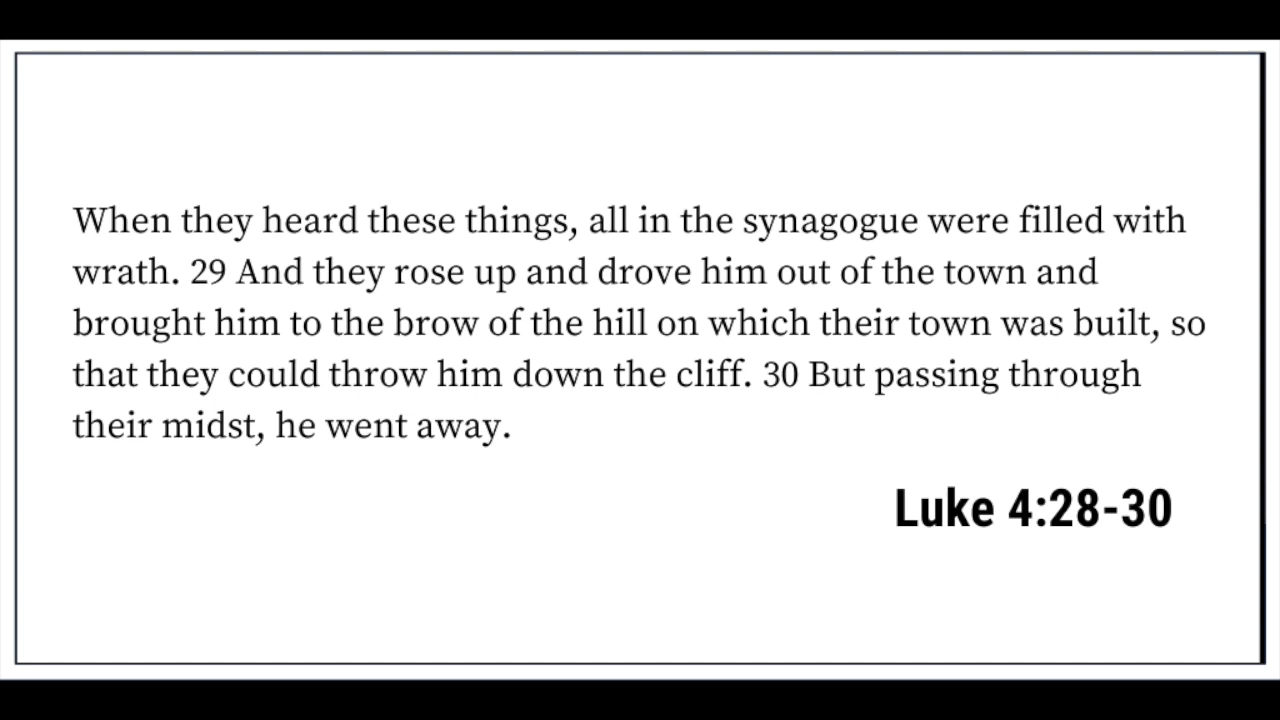 When they heard these things, all in the synagogue were filled with
wrath. 29 And they rose up and drove him out of the town and
brought him to the brow of the hill on which their town was built, so
that they could throw him down the cliff. 30 But passing through
their midst, he went away.
Luke 4:28-30